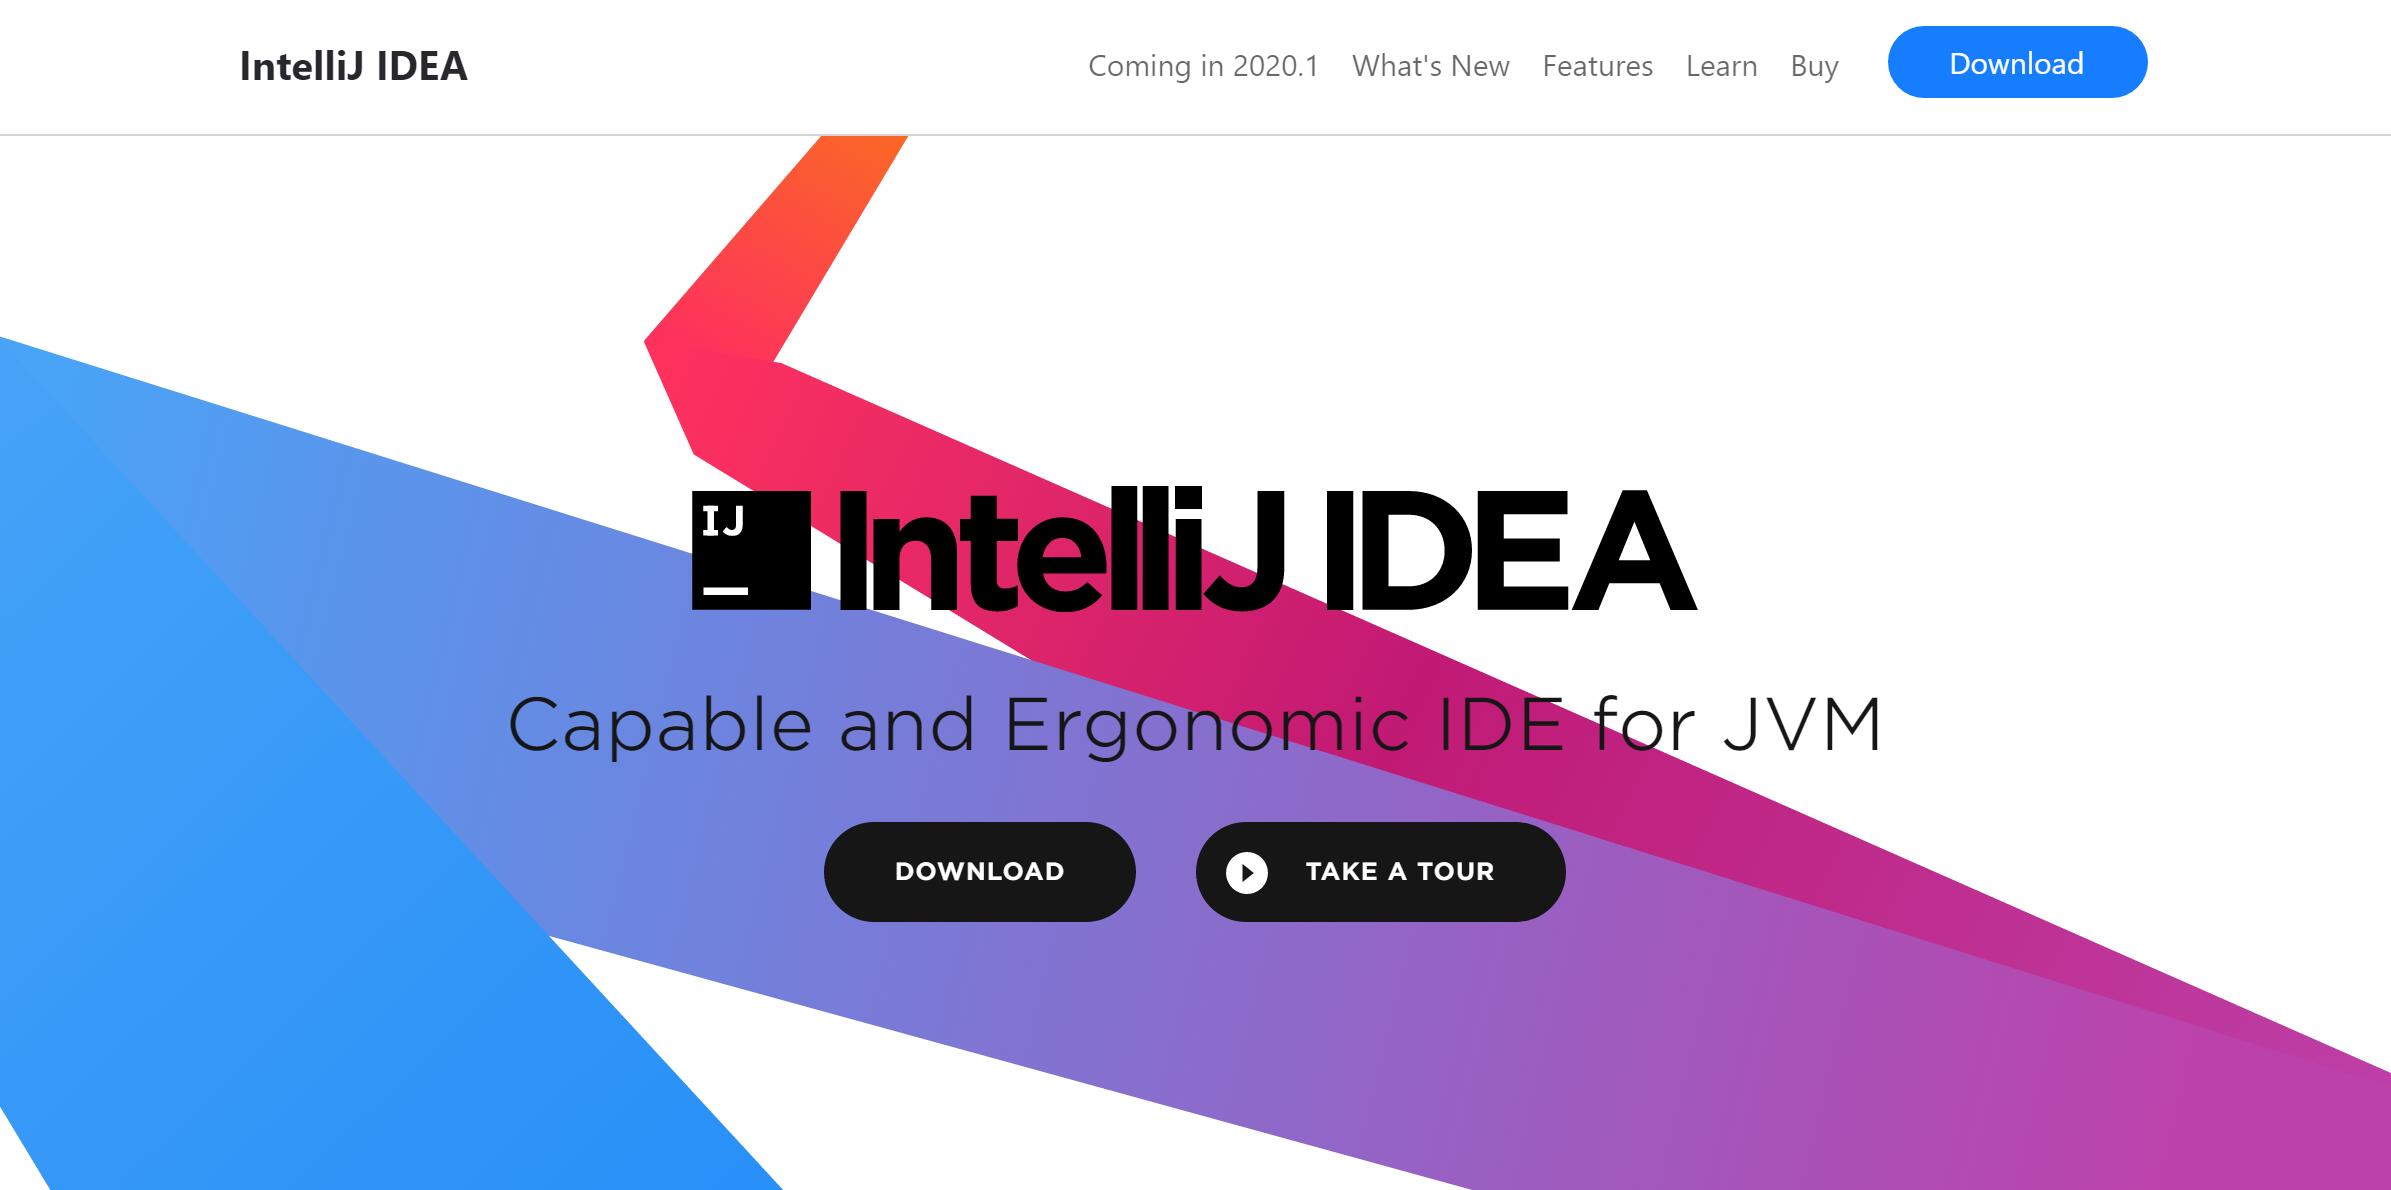 IntelliJ IDEA Coming in 2020.1 What's New Features Learn Buy Download
IJ IntelliJ IDEA
Capable and Ergonomic IDE for JVM
DOWNLOAD TAKE A TOUR